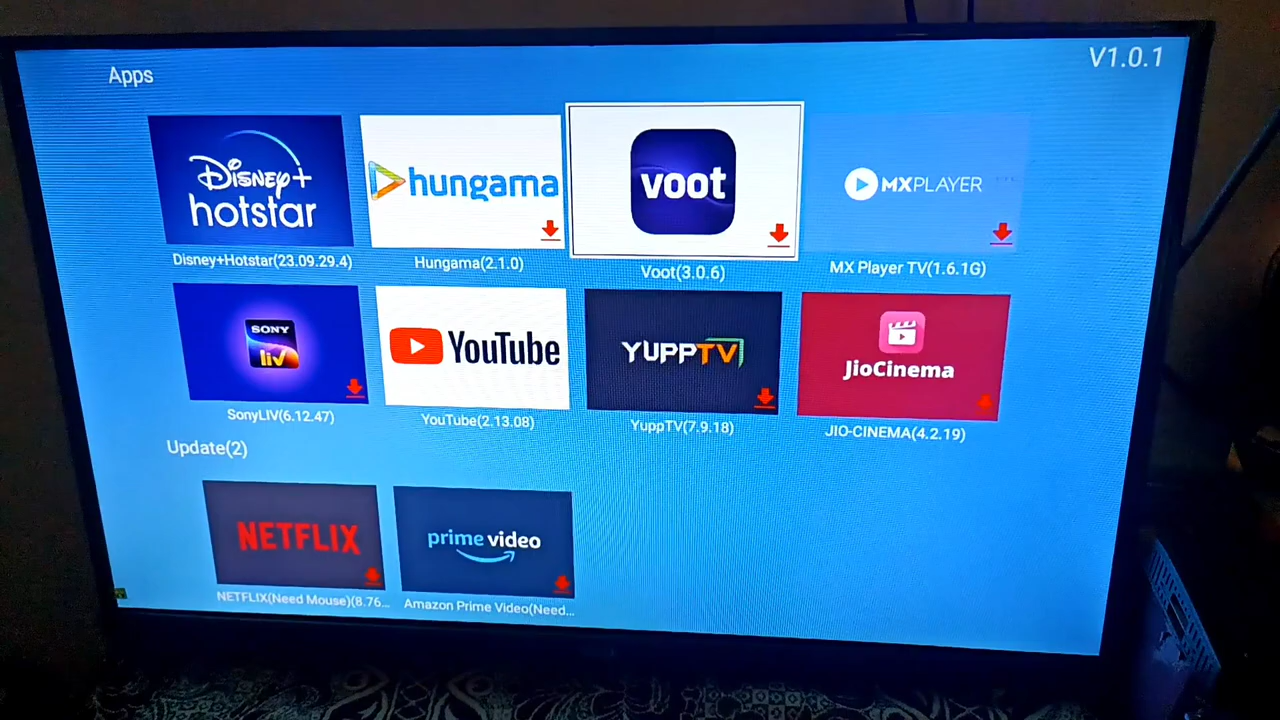 Apps
V1.0.1
Disney+
hotstar
hungama
voot
MXPLAYER
Disney+Hotstar(23.09.29.4)
Hungama(2.1.0)
Voot(3.0.6)
MX Player TV(1.6.1G)
SONY
liv
YouTube
YUPPTV
JioCinema
SonyLIV(6.12.47)
YouTube(2.13.08)
YuppTV(7.9.18)
JIO-CINEMA(4.2.19)
Update(2)
NETFLIX
prime video
NETFLIX(Need Mouse)(8.76...
Amazon Prime Video(Need...